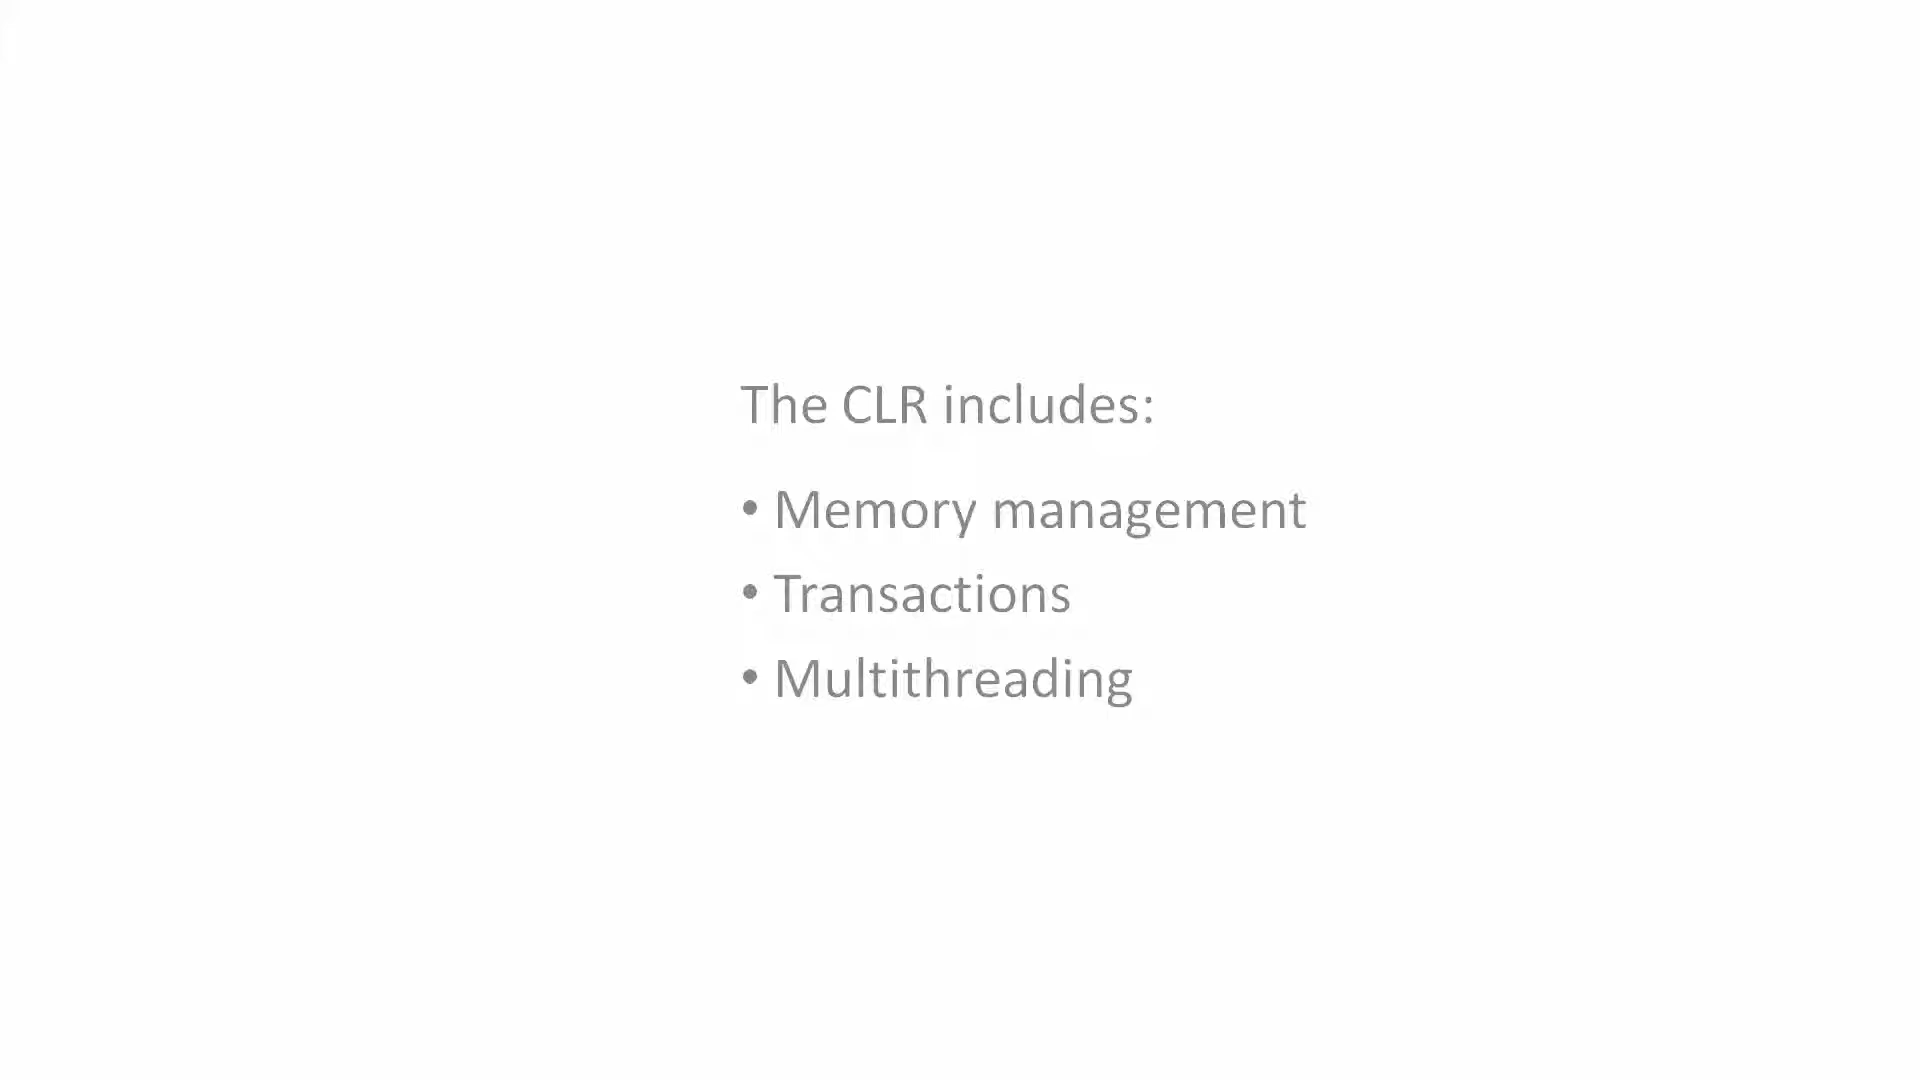 The CLR includes:
• Memory management
• Transactions
• Multithreading